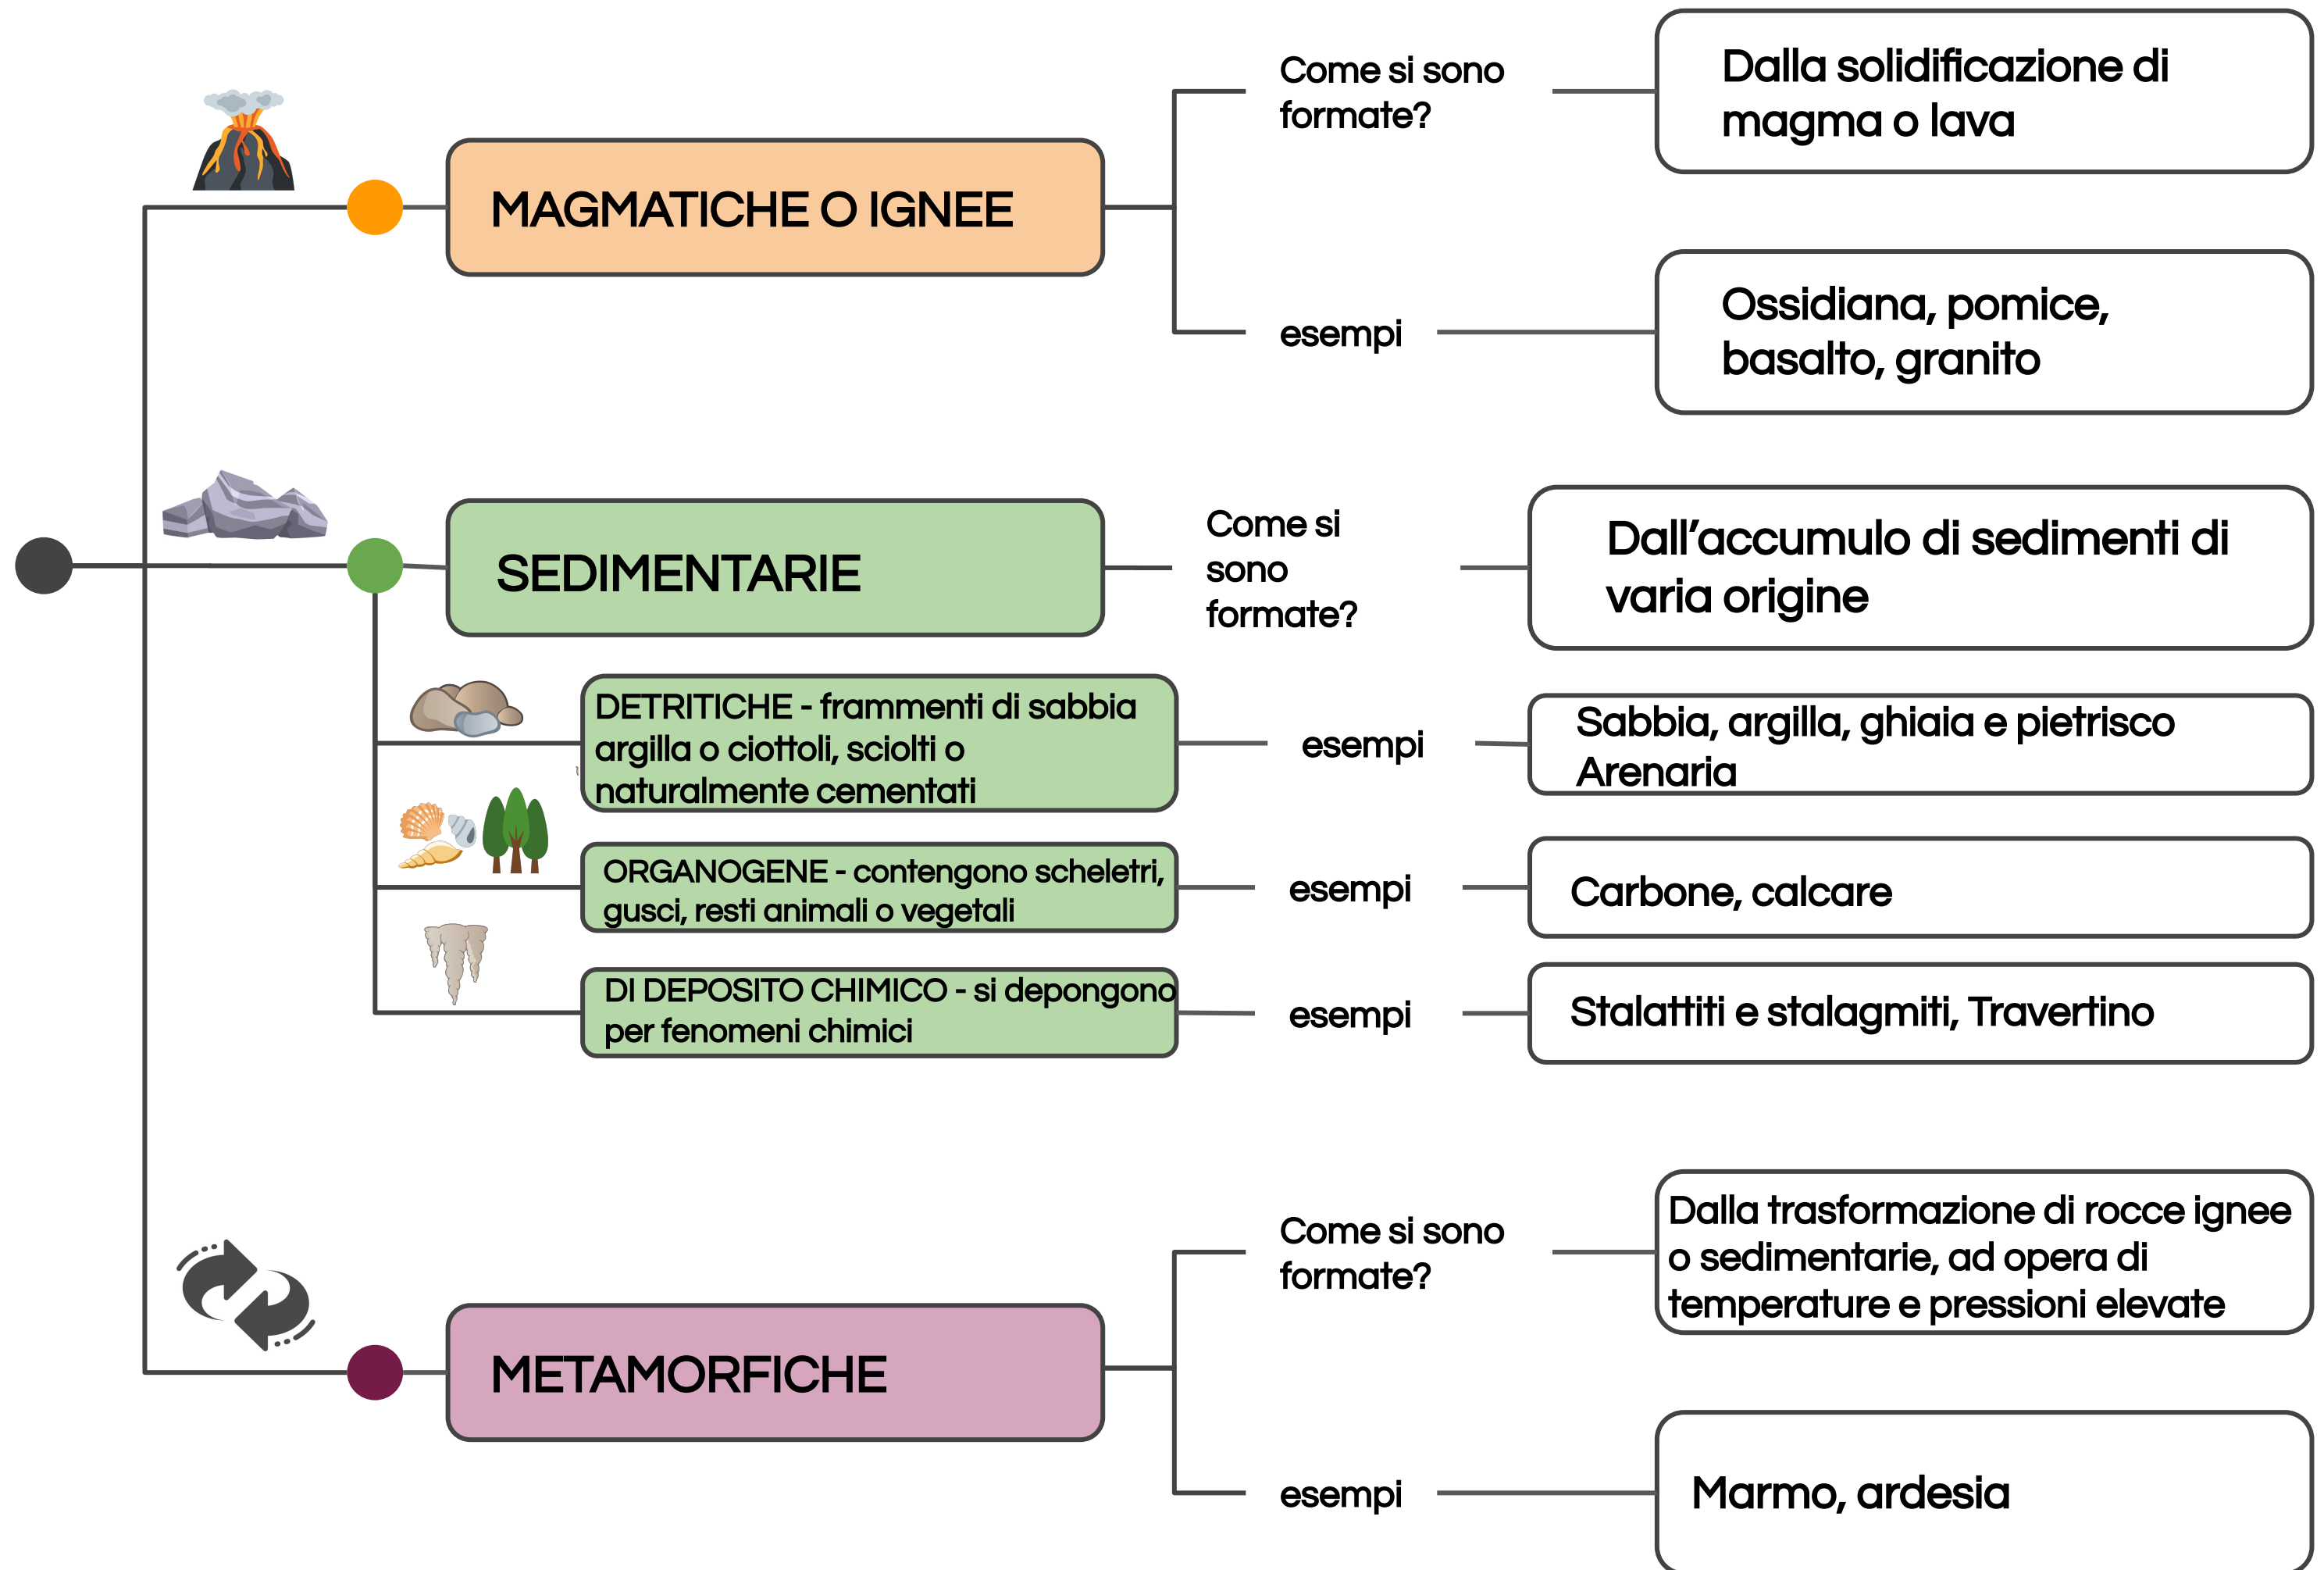 Come si sono
formate?
Dalla solidificazione di
magma o lava
MAGMATICHE O IGNEE
esempi
Ossidiana, pomice,
basalto, granito
SEDIMENTARIE
Come si
sono
formate?
Dall'accumulo di sedimenti di
varia origine
DETRITICHE - frammenti di sabbia
argilla o ciottoli, sciolti o
naturalmente cementati
esempi
Sabbia, argilla, ghiaia e pietrisco
Arenaria
ORGANOGENE - contengono scheletri,
gusci, resti animali o vegetali
esempi
Carbone, calcare
DI DEPOSITO CHIMICO - si depongono
per fenomeni chimici
esempi
Stalattiti e stalagmiti, Travertino
METAMORFICHE
Come si sono
formate?
Dalla trasformazione di rocce ignee
o sedimentarie, ad opera di
temperature e pressioni elevate
esempi
Marmo, ardesia